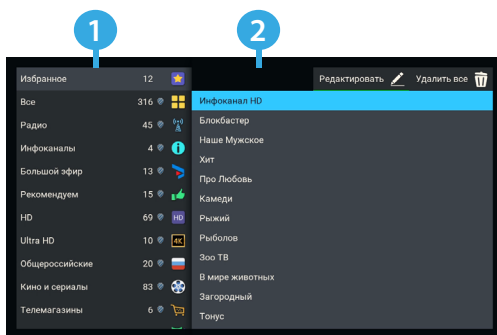 1
2
Избранное 12
Редактировать Удалить все
Все 316
Радио 45
Инфоканалы 4
Большой эфир 13
Рекомендуем 15
HD 69 HD
Ultra HD 10 4K
Общероссийские 20
Кино и сериалы 83
Телемагазины 6
Инфоканал HD
Блокбастер
Наше Мужское
Хит
Про Любовь
Камеди
Рыжий
Рыболов
Зоо ТВ
В мире животных
Загородный
Тонус